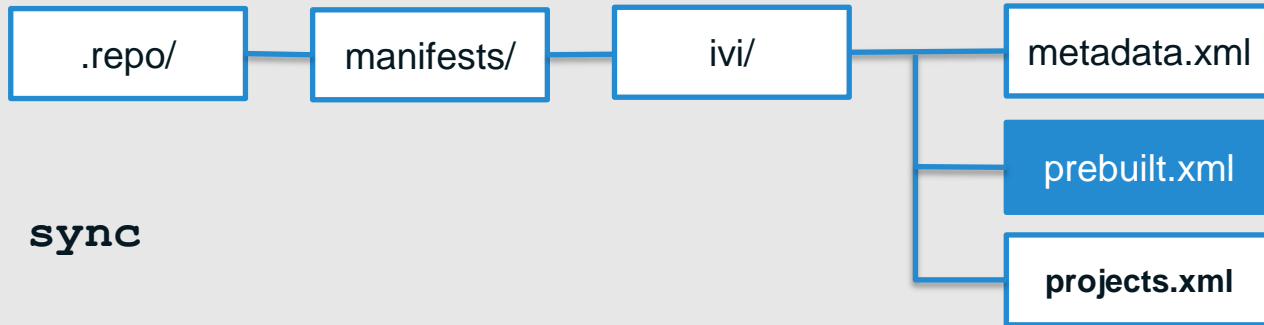 .repo/
manifests/
ivi/
metadata.xml
prebuilt.xml
sync
projects.xml